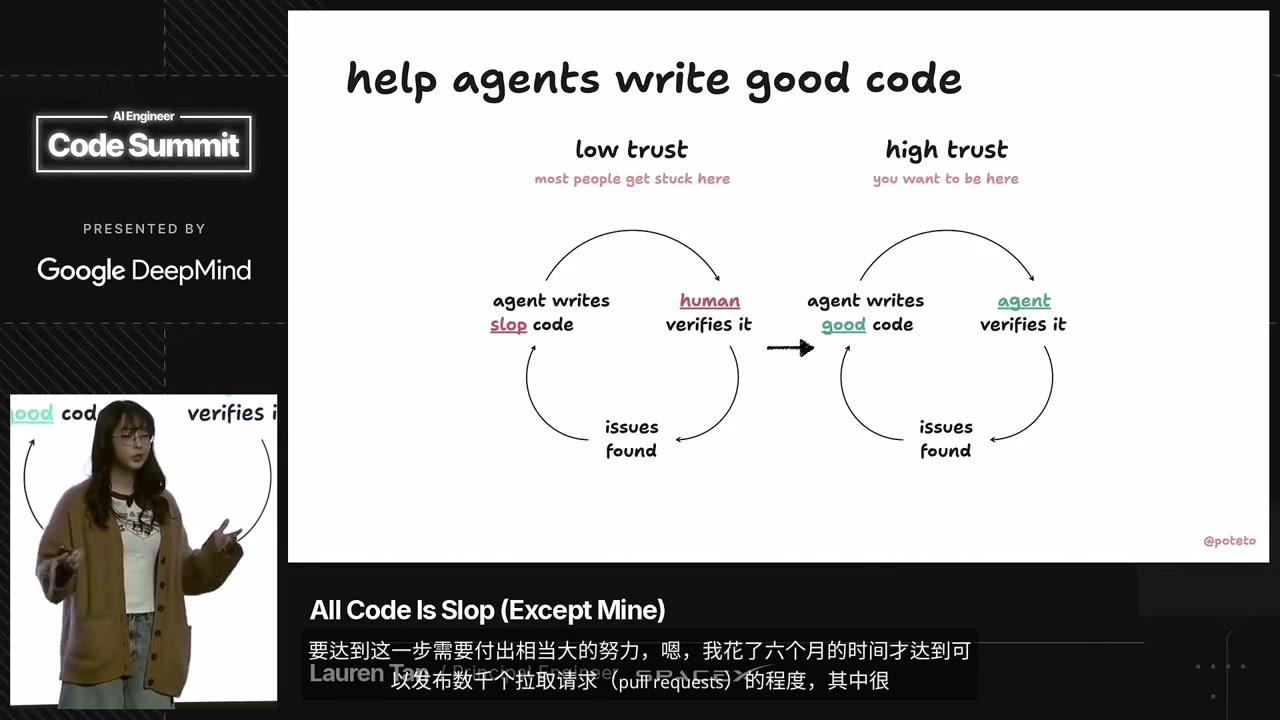 AI Engineer
Code Summit
PRESENTED BY
Google DeepMind
help agents write good code
low trust
most people get stuck here
high trust
you want to be here
agent writes
slop code
human
verifies it
issues
found
agent writes
good code
agent
verifies it
issues
found
@poteto
good cod
verifies i
All Code Is Slop (Except Mine)
Lauren Tan / Principal Engineer SPACEX
要达到这一步需要付出相当大的努力，嗯，我花了六个月的时间才达到可
以发布数千个拉取请求（pull requests）的程度，其中很